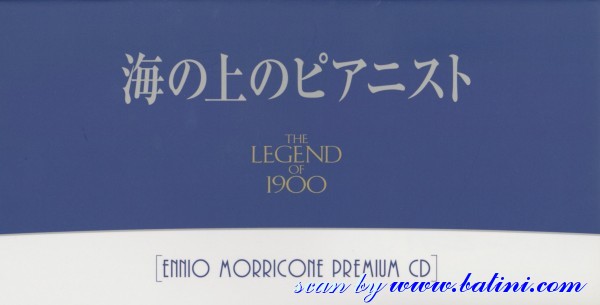 海の上のピアニスト
THE
LEGEND
OF
1900
[ENNIO MORRICONE PREMIUM CD]
scan by www.batini.com